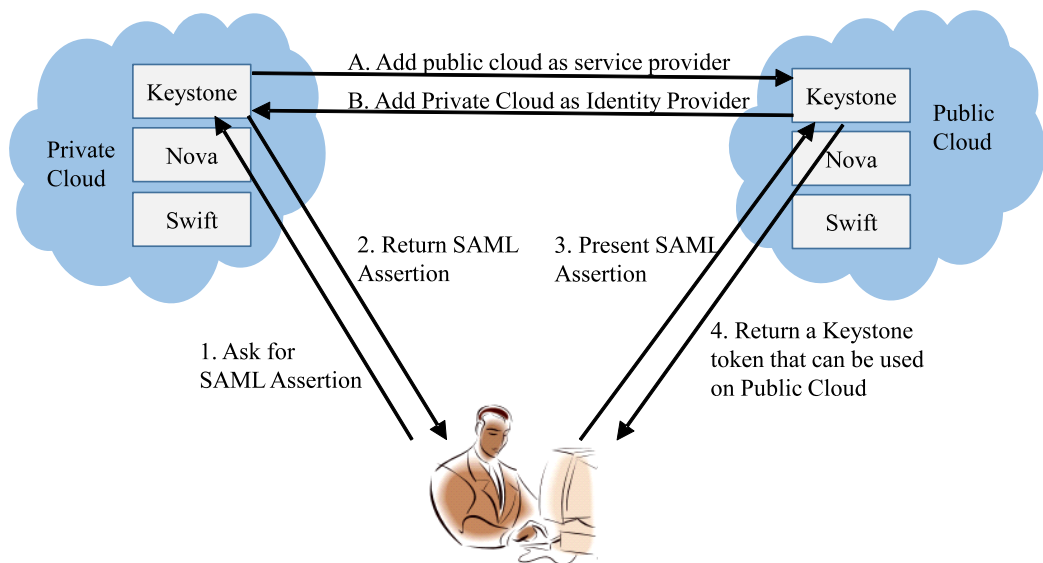 A. Add public cloud as service provider
B. Add Private Cloud as Identity Provider
Private
Cloud
Keystone
Nova
Swift
Keystone
Nova
Swift
Public
Cloud
2. Return SAML
Assertion
3. Present SAML
Assertion
1. Ask for
SAML Assertion
4. Return a Keystone
token that can be used
on Public Cloud